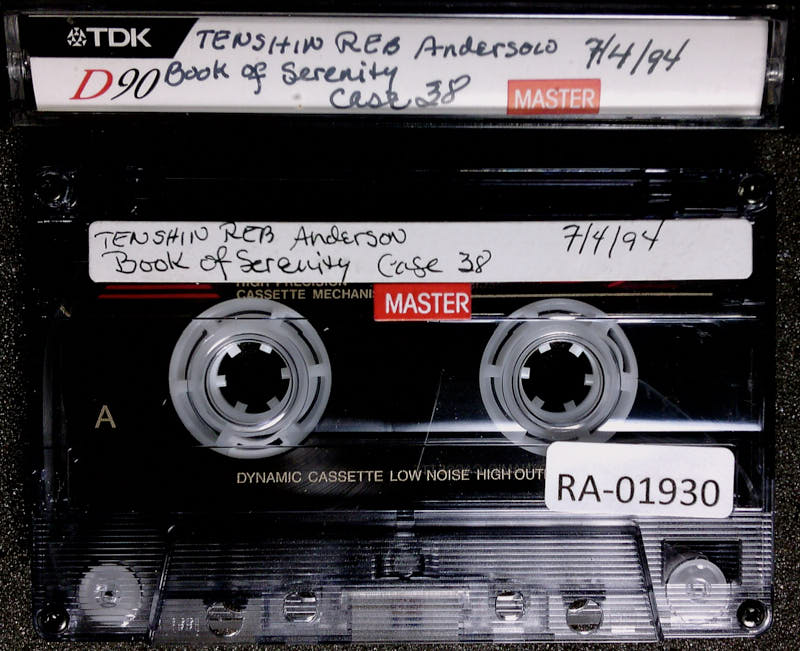 TDK TENSHIN REB Anderson 7/4/94
D90 Book of Serenity
Case 38 MASTER
TENSHIN REB Anderson 7/4/94
Book of Serenity Case 38
HIGH PRECISION
CASSETTE MECHANIS
MASTER
A
DYNAMIC CASSETTE LOW NOISE HIGH OUT
RA-01930